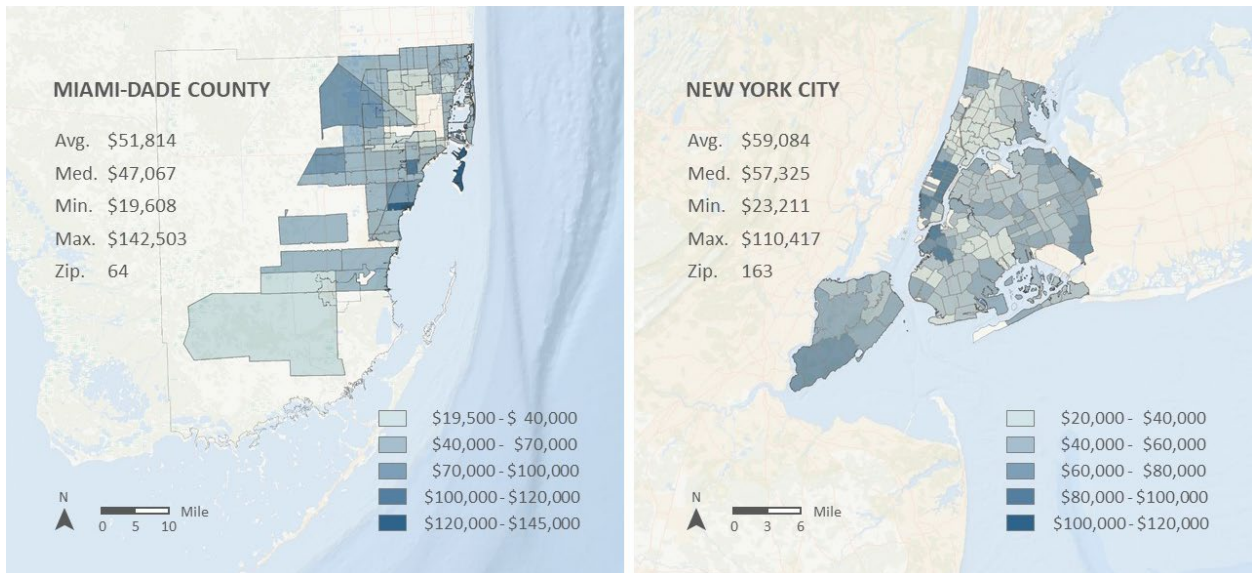 MIAMI-DADE COUNTY
Avg. $51,814
Med. $47,067
Min. $19,608
Max. $142,503
Zip. 64
$19,500 - $ 40,000
$40,000 - $70,000
$70,000 - $100,000
$100,000 - $120,000
$120,000 - $145,000
N
0 5 10 Mile
NEW YORK CITY
Avg. $59,084
Med. $57,325
Min. $23,211
Max. $110,417
Zip. 163
$20,000 - $40,000
$40,000 - $60,000
$60,000 - $80,000
$80,000 - $100,000
$100,000 - $120,000
N
0 3 6 Mile